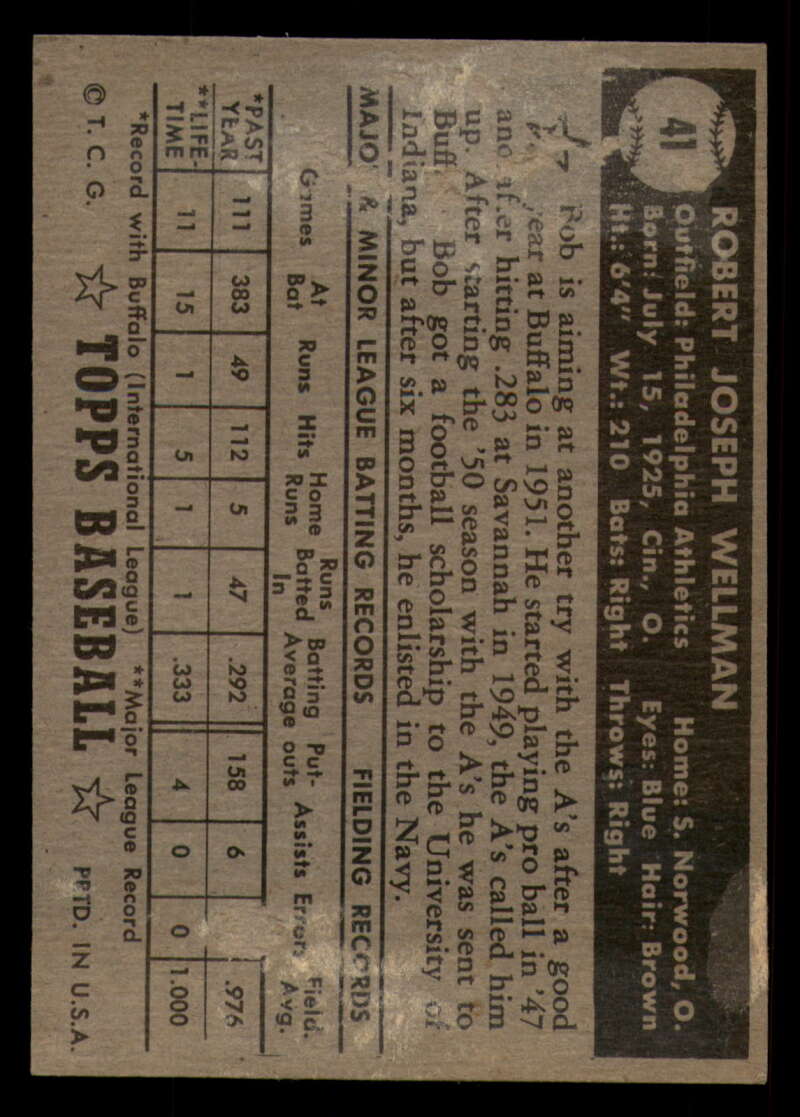 41
ROBERT JOSEPH WELLMAN
Outfield: Philadelphia Athletics Home: S. Norwood, O.
Born: July 15, 1925, Cin., O. Eyes: Blue Hair: Brown
Ht.: 6'4" Wt.: 210 Bats: Right Throws: Right
Bob is aiming at another try with the A's after a good
year at Buffalo in 1951. He started playing pro ball in '47
and after hitting .283 at Savannah in 1949, the A's called him
up. After starting the '50 season with the A's he was sent to
Buff. Bob got a football scholarship to the University of
Indiana, but after six months, he enlisted in the Navy.
MAJOR & MINOR LEAGUE BATTING RECORDS FIELDING RECORDS
Games At Bat Runs Hits Home Runs Runs Batted In Batting Average Put-outs Assists Errors Field. Avg.
*PAST YEAR 111 383 49 112 5 47 .292 158 6 .976
**LIFE-TIME 11 15 1 5 1 1 .333 4 0 0 1.000
*Record with Buffalo (International League) **Major League Record
© T. C. G. ☆ TOPPS BASEBALL ☆ PRTD. IN U.S.A.